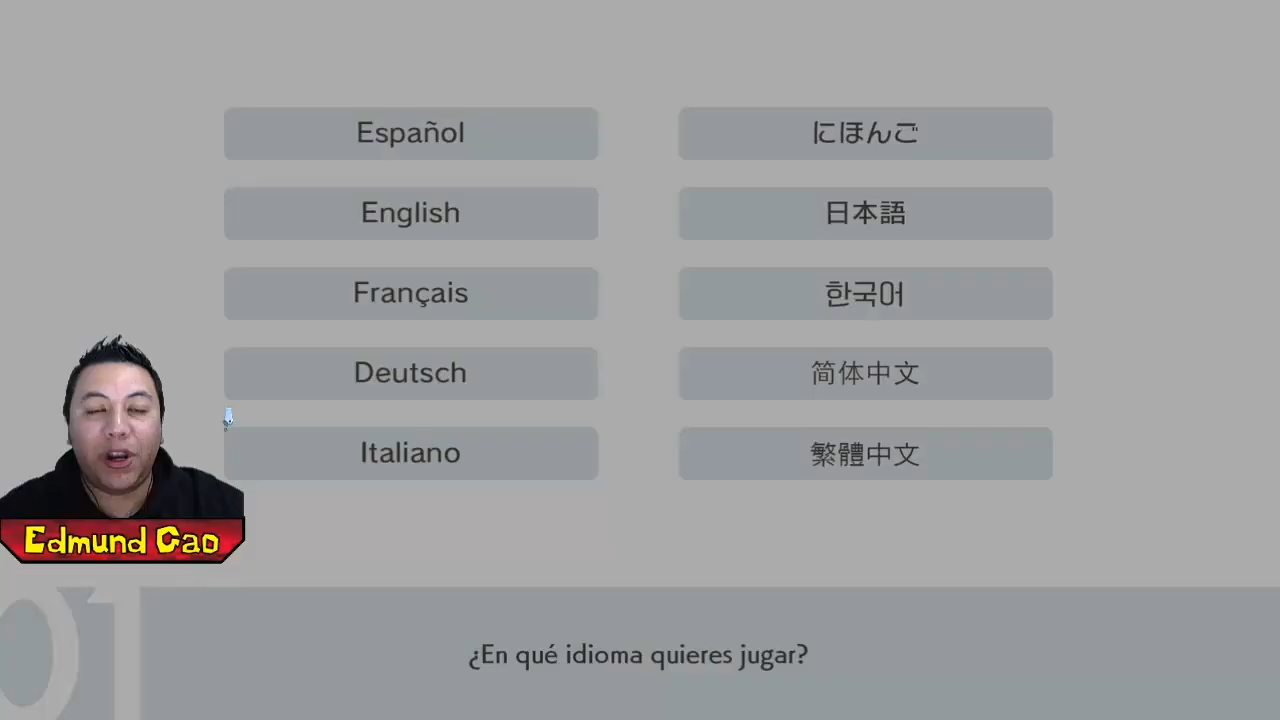 Español
にほんご
English
日本語
Français
한국어
Deutsch
简体中文
Italiano
繁體中文
Edmund Cao
01
¿En qué idioma quieres jugar?